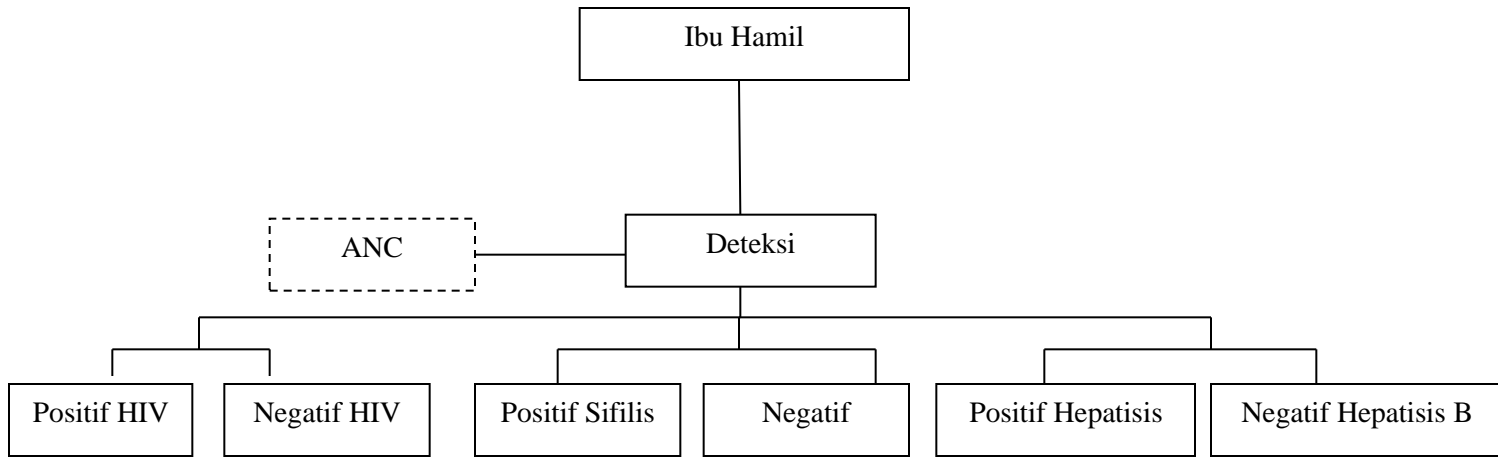 Ibu Hamil
ANC
Deteksi
Positif HIV
Negatif HIV
Positif Sifilis
Negatif
Positif Hepatisis
Negatif Hepatisis B